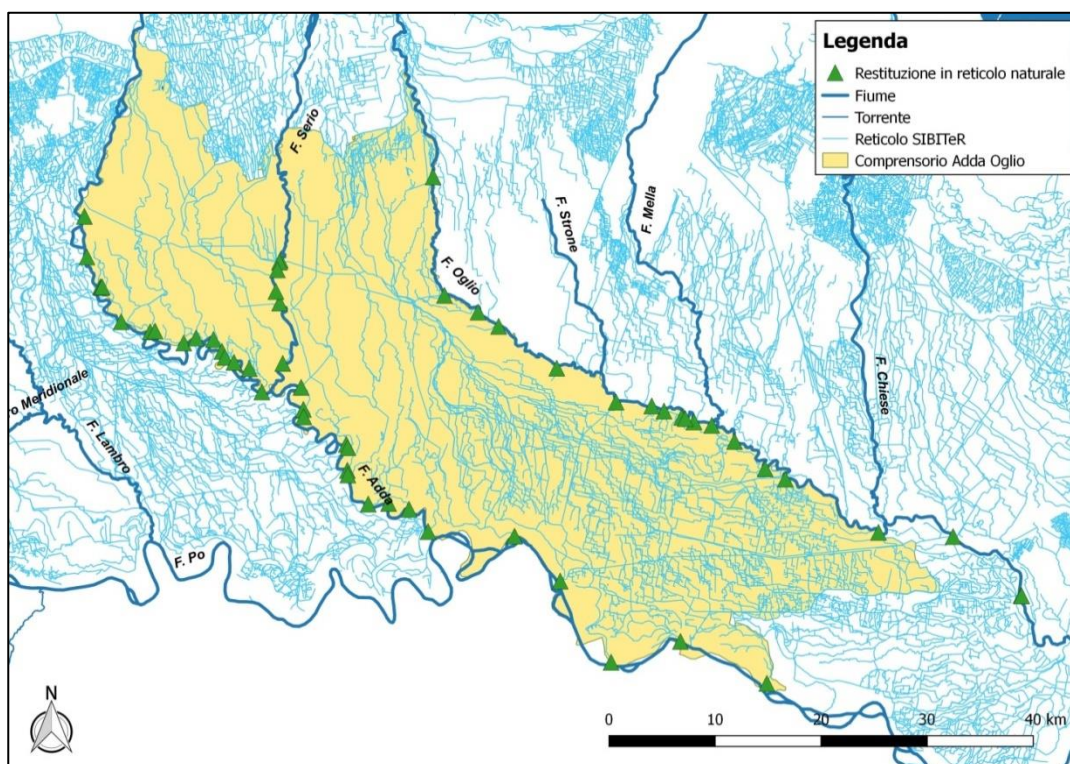 Legenda
Restituzione in reticolo naturale
Fiume
Torrente
Reticolo SIBITeR
Comprensorio Adda Oglio
F. Serio
F. Mella
F. Strone
F. Oglio
F. Chiese
ro Meridionale
F. Lambro
F. Adda
F. Po
N
0 10 20 30 40 km